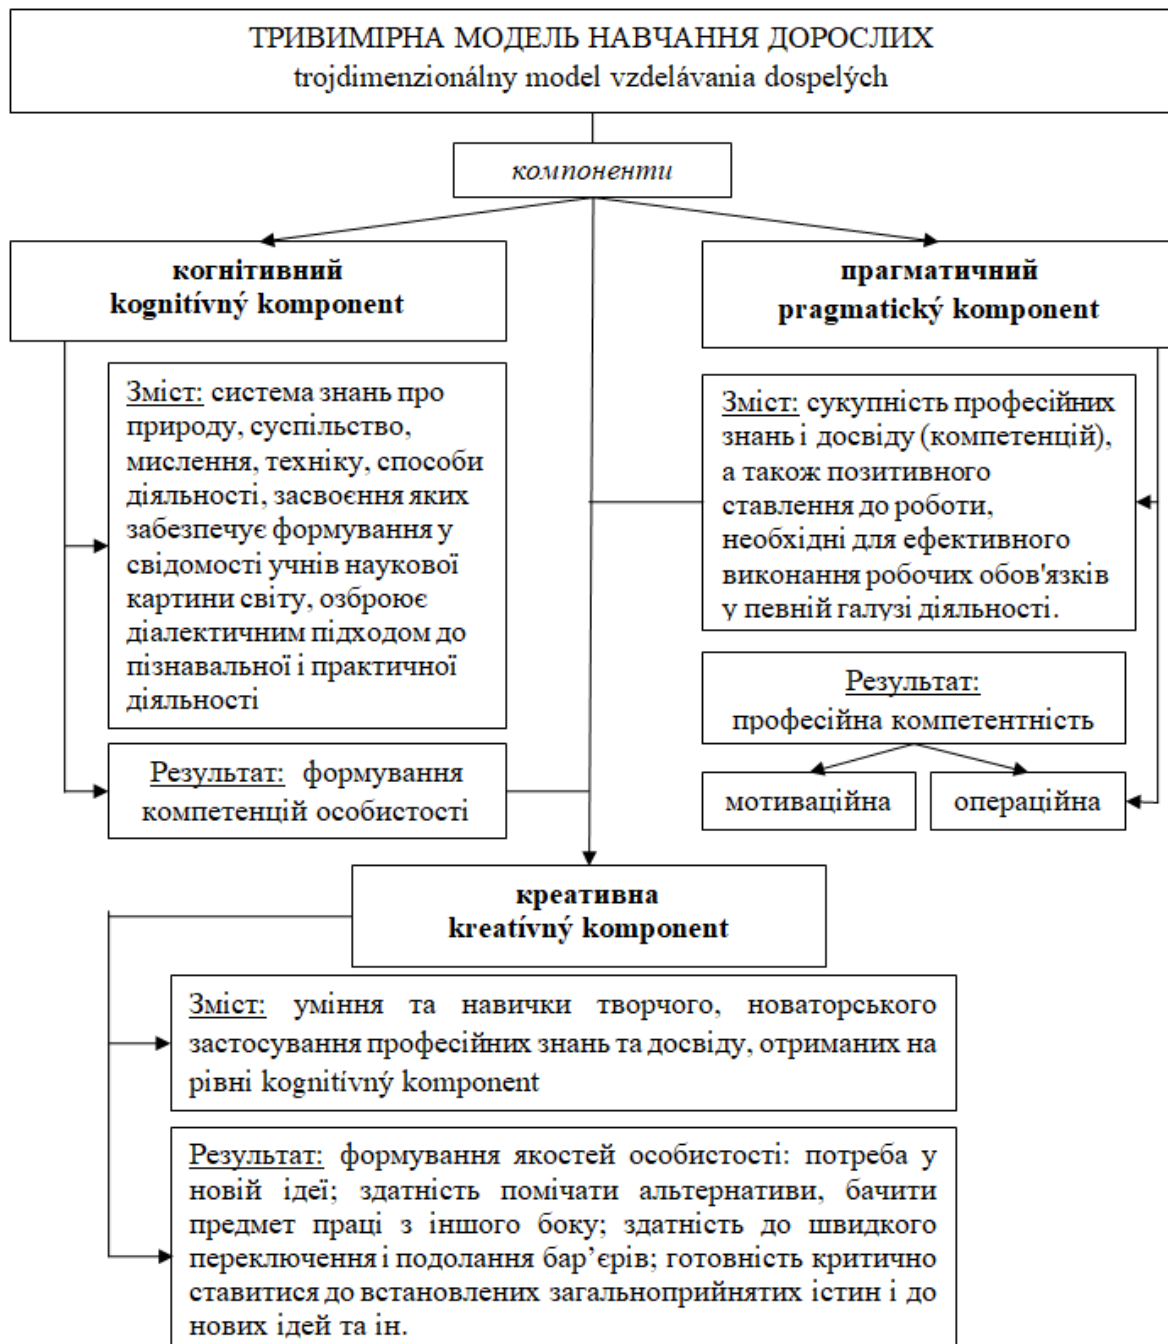 ТРИВИМІРНА МОДЕЛЬ НАВЧАННЯ ДОРОСЛИХ
trojdimenzionálny model vzdelávania dospelých
компоненти
когнітивний
kognitívný komponent
прагматичний
pragmatický komponent
Зміст: система знань про
природу, суспільство,
мислення, техніку, способи
діяльності, засвоєння яких
забезпечує формування у
свідомості учнів наукової
картини світу, озброює
діалектичним підходом до
пізнавальної і практичної
діяльності
Зміст: сукупність професійних
знань і досвіду (компетенцій),
а також позитивного
ставлення до роботи,
необхідні для ефективного
виконання робочих обов'язків
у певній галузі діяльності.
Результат:
професійна компетентність
Результат: формування
компетенцій особистості
мотиваційна
операційна
креативна
kreatívný komponent
Зміст: уміння та навички творчого, новаторського
застосування професійних знань та досвіду, отриманих на
рівні kognitívný komponent
Результат: формування якостей особистості: потреба у
новій ідеї; здатність помічати альтернативи, бачити
предмет праці з іншого боку; здатність до швидкого
переключення і подолання бар’єрів; готовність критично
ставитися до встановлених загальноприйнятих істин і до
нових ідей та ін.